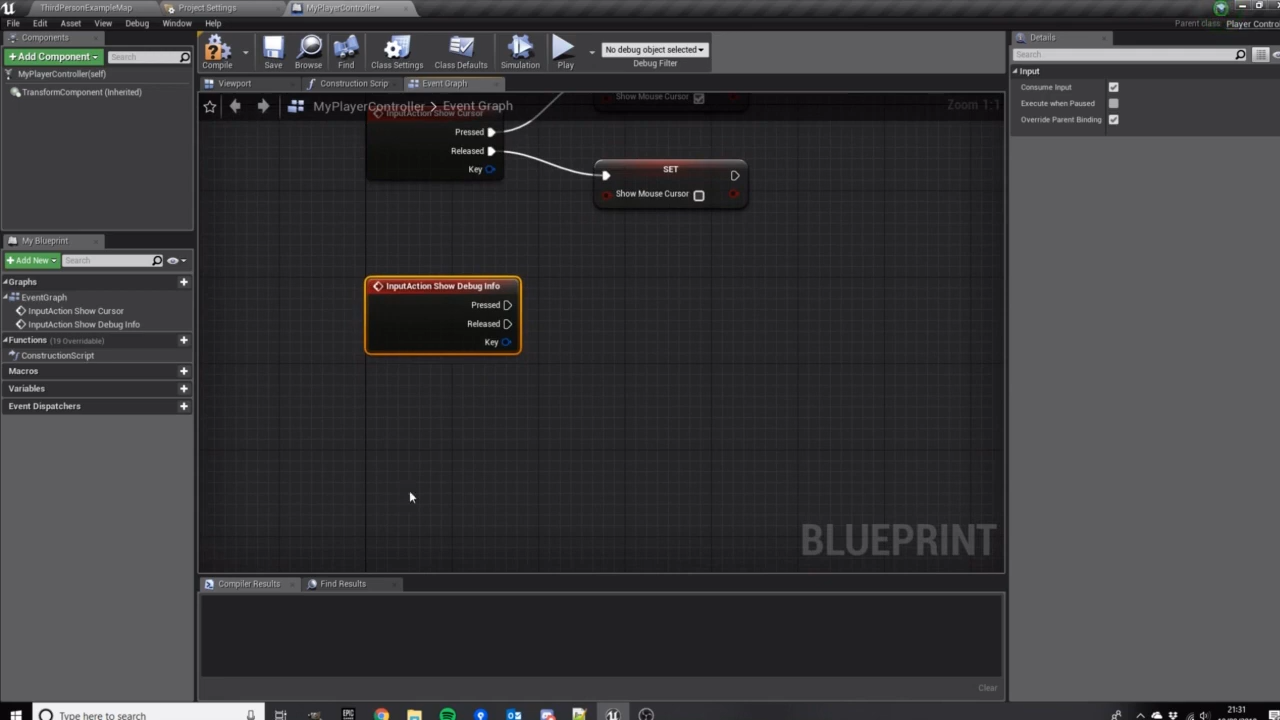 ThirdPersonExampleMap
Project Settings
MyPlayerController*
File Edit Asset View Debug Window Help
Parent class: Player Contro
Components
+ Add Component
Search
MyPlayerController(self)
TransformComponent (Inherited)
Compile
Save
Browse
Find
Class Settings
Class Defaults
Simulation
Play
No debug object selected
Debug Filter
Viewport
Construction Scrip
Event Graph
MyPlayerController > Event Graph
Zoom 1:1
InputAction Show Cursor
Pressed
Released
Key
Show Mouse Cursor
SET
Show Mouse Cursor
InputAction Show Debug Info
Pressed
Released
Key
BLUEPRINT
My Blueprint
+ Add New
Search
Graphs
EventGraph
InputAction Show Cursor
InputAction Show Debug Info
Functions (19 Overridable)
ConstructionScript
Macros
Variables
Event Dispatchers
Details
Search
Input
Consume Input
Execute when Paused
Override Parent Binding
Compiler Results
Find Results
Clear
Type here to search
EPIC
21:31